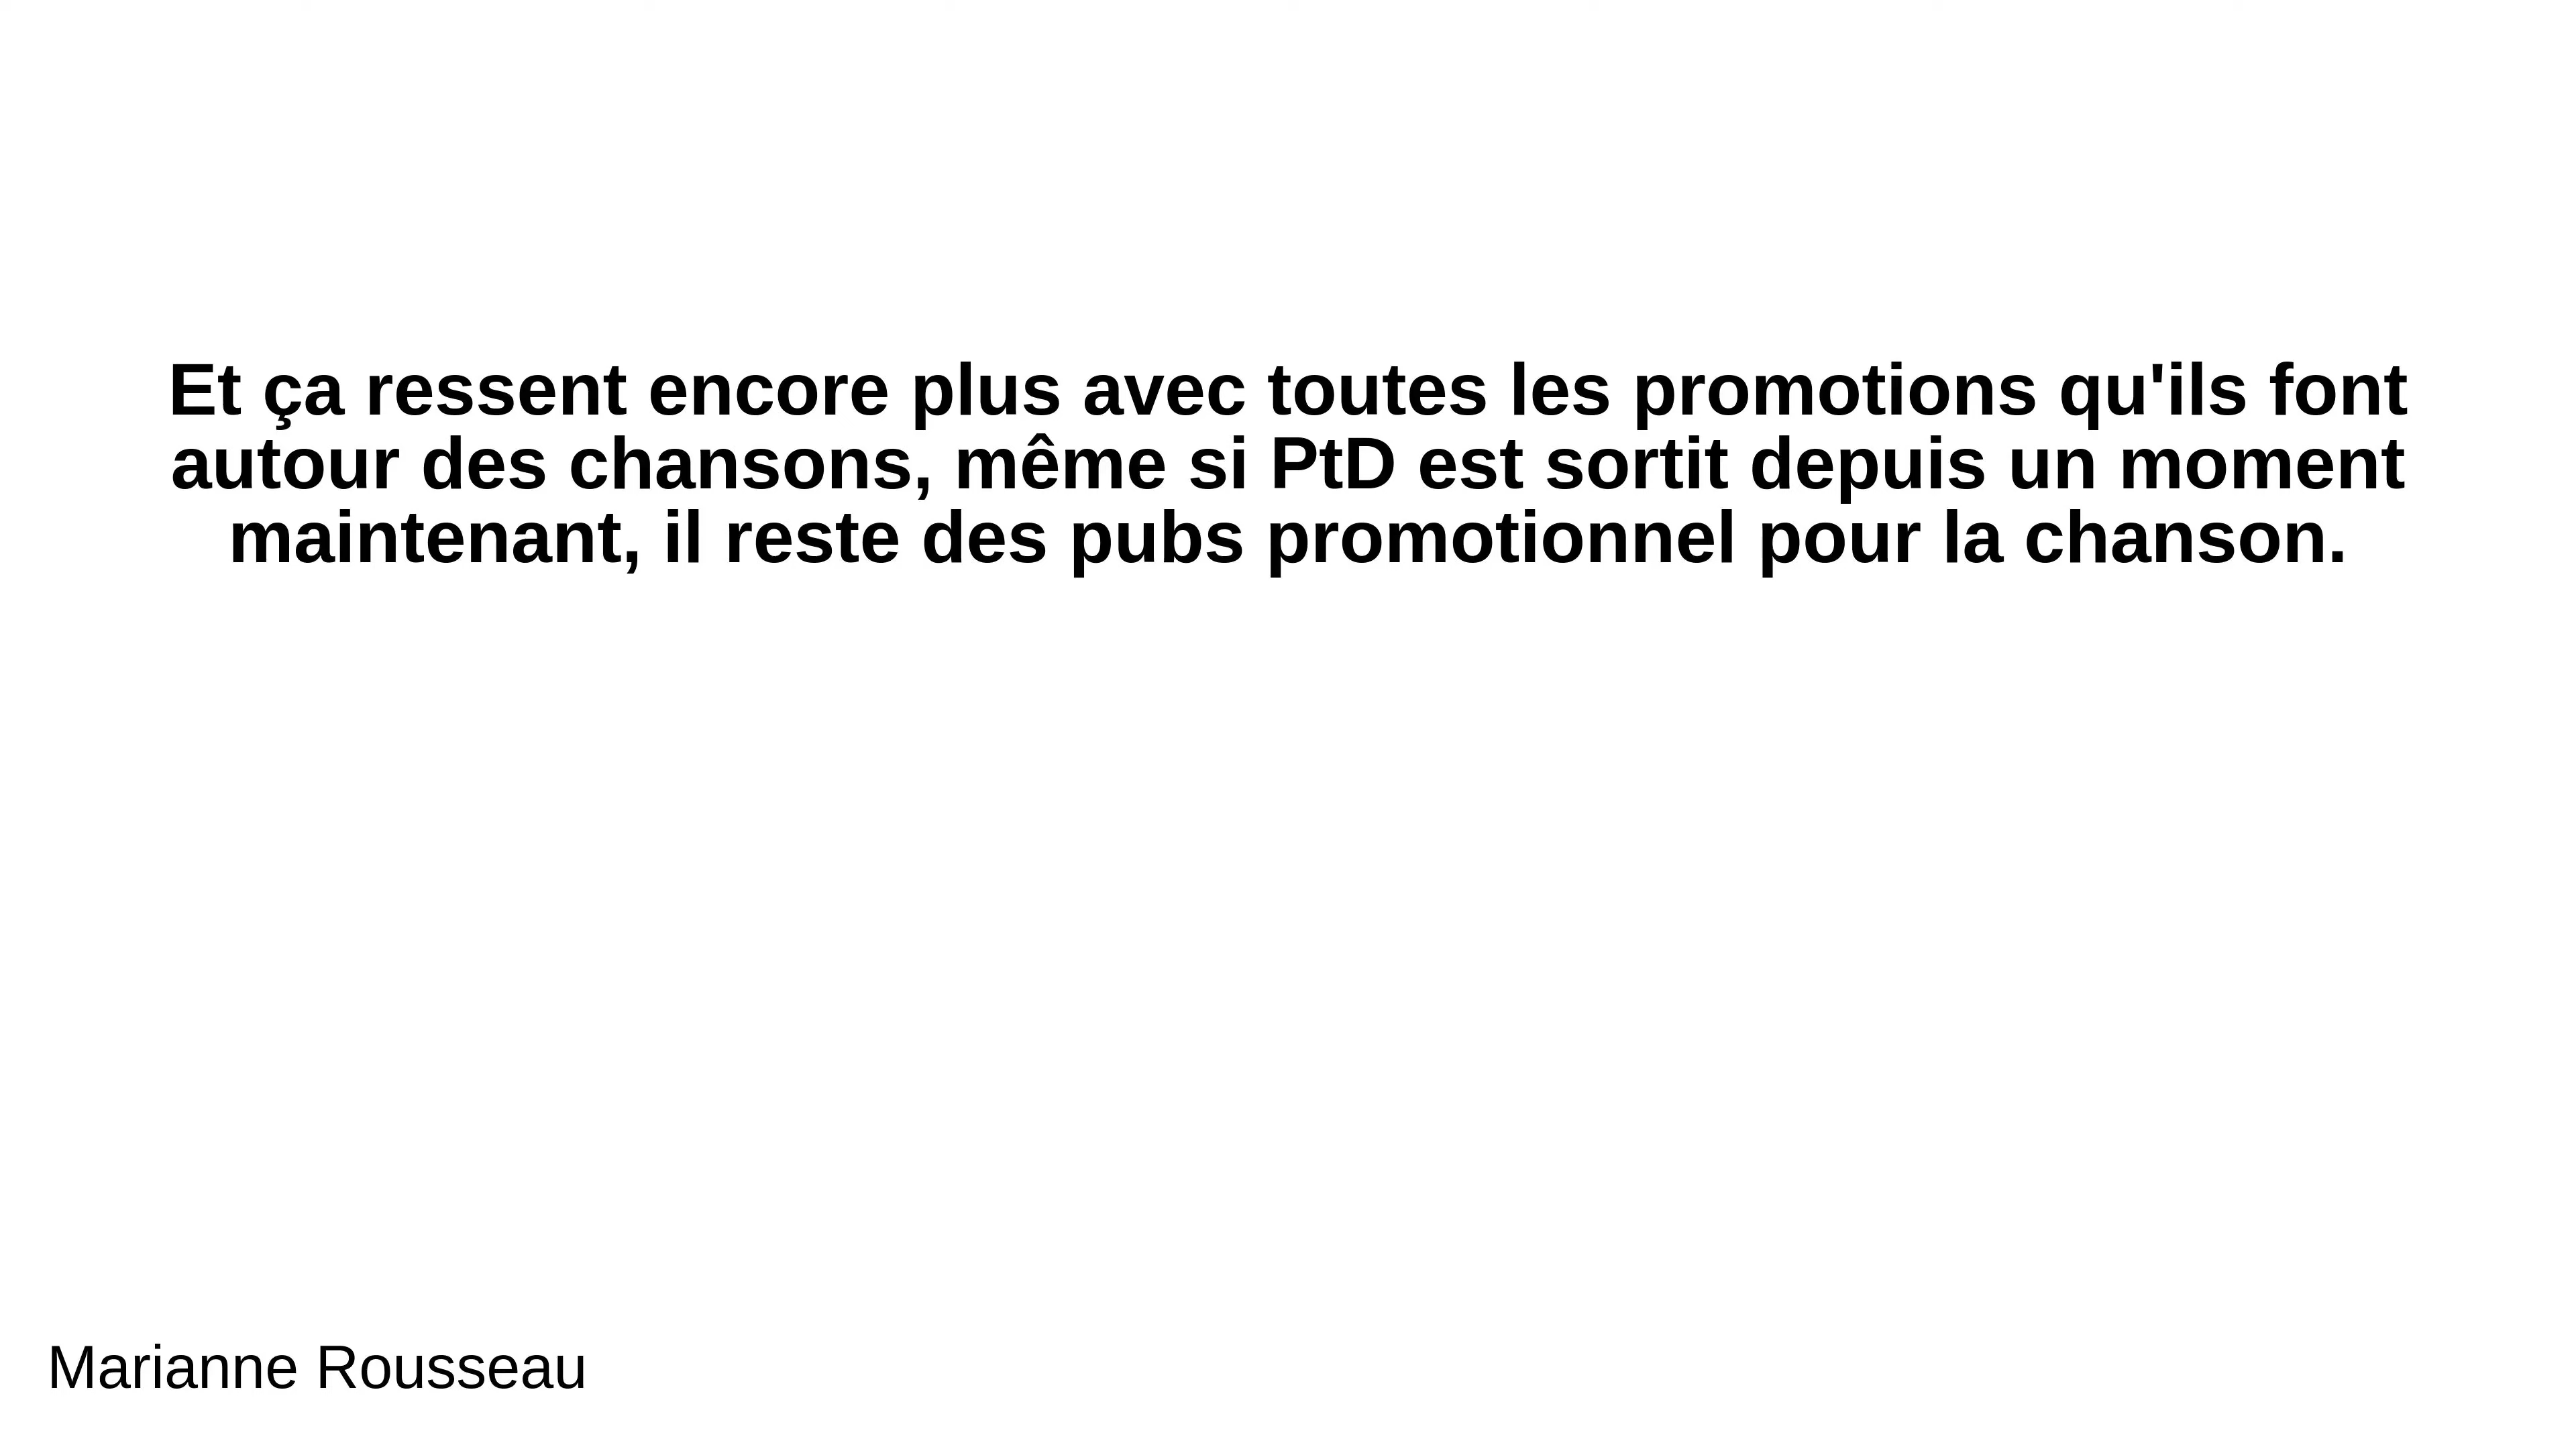 Et ça ressent encore plus avec toutes les promotions qu'ils font
autour des chansons, même si PtD est sortit depuis un moment
maintenant, il reste des pubs promotionnel pour la chanson.
Marianne Rousseau